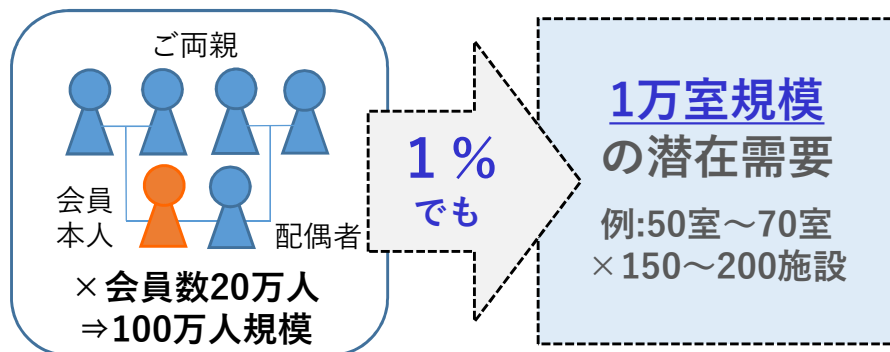 ご両親
会員
本人
配偶者
×会員数20万人
⇒100万人規模
1％
でも
1万室規模
の潜在需要
例:50室～70室
×150～200施設